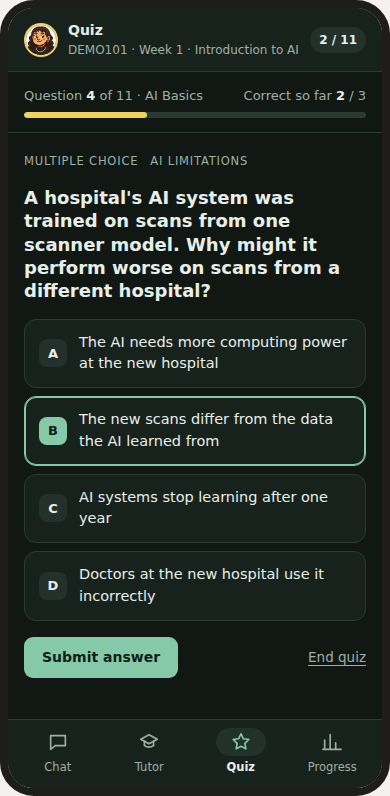 Quiz
DEMO101 · Week 1 · Introduction to AI
2 / 11
Question 4 of 11 · AI Basics
Correct so far 2 / 3
MULTIPLE CHOICE AI LIMITATIONS
A hospital's AI system was
trained on scans from one
scanner model. Why might it
perform worse on scans from a
different hospital?
A
The AI needs more computing power
at the new hospital
B
The new scans differ from the data
the AI learned from
C
AI systems stop learning after one
year
D
Doctors at the new hospital use it
incorrectly
Submit answer
End quiz
Chat
Tutor
Quiz
Progress